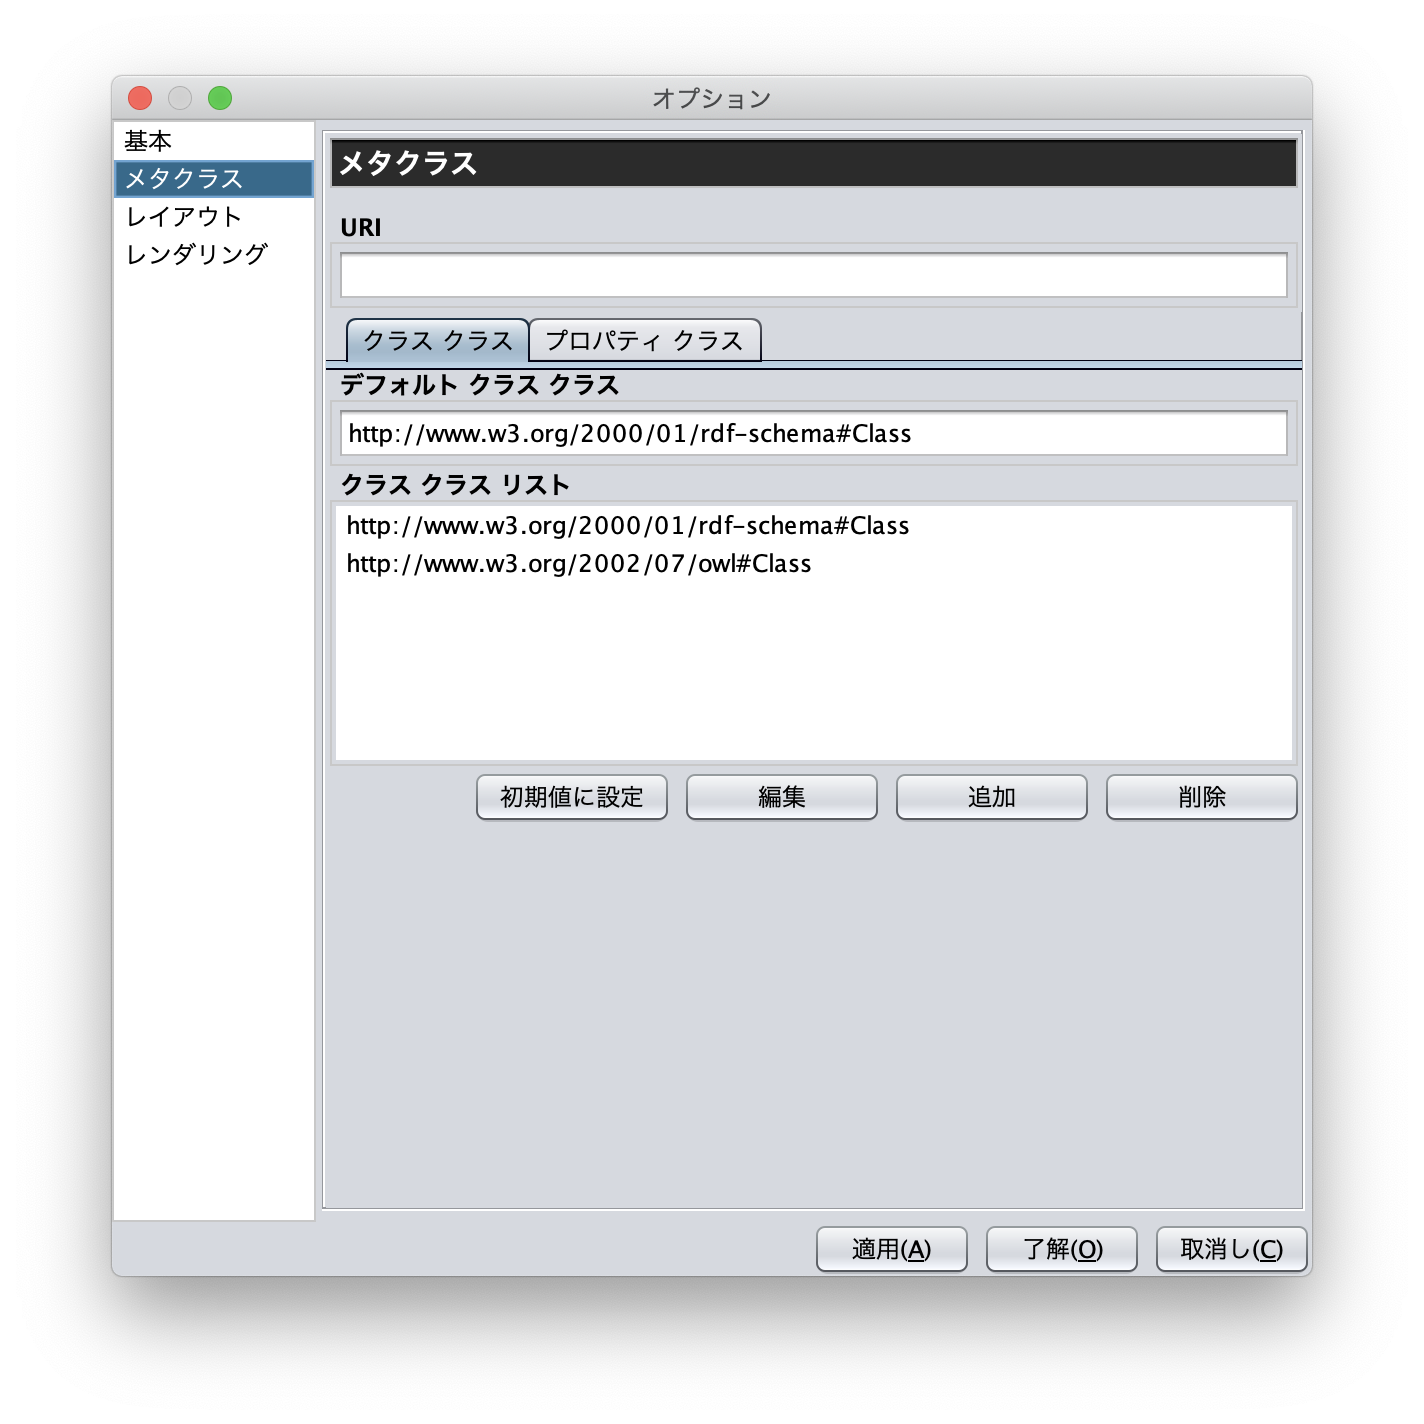 オプション
基本
メタクラス
レイアウト
レンダリング
メタクラス
URI
クラス クラス
プロパティ クラス
デフォルト クラス クラス
http://www.w3.org/2000/01/rdf-schema#Class
クラス クラス リスト
http://www.w3.org/2000/01/rdf-schema#Class
http://www.w3.org/2002/07/owl#Class
初期値に設定
編集
追加
削除
適用(A)
了解(O)
取消し(C)